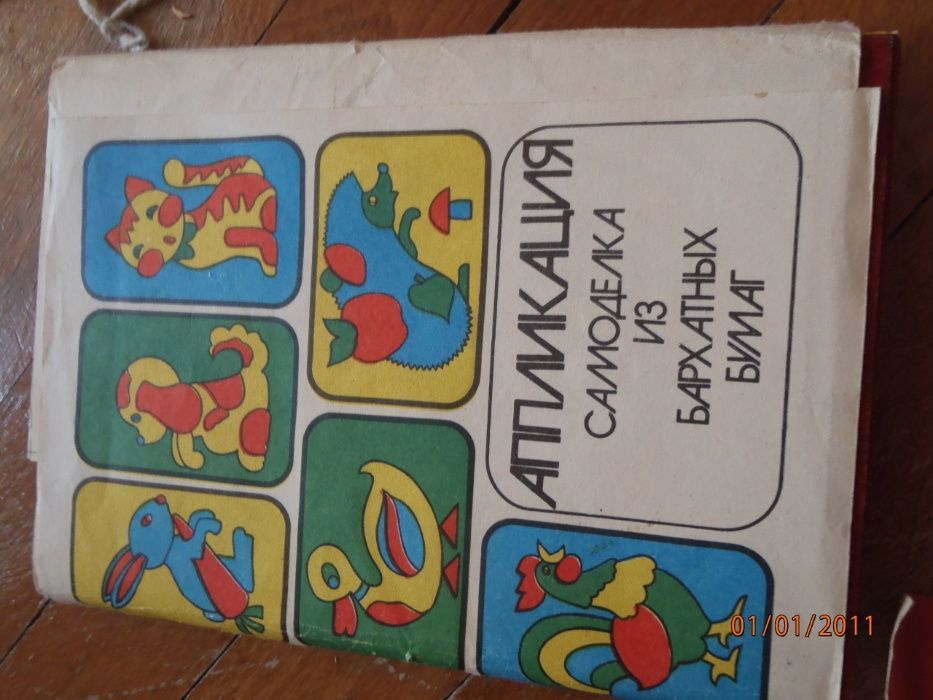 АППЛИКАЦИЯ
САМОДЕЛКА
ИЗ
БАРХАТНЫХ
БУМАГ
01/01/2011